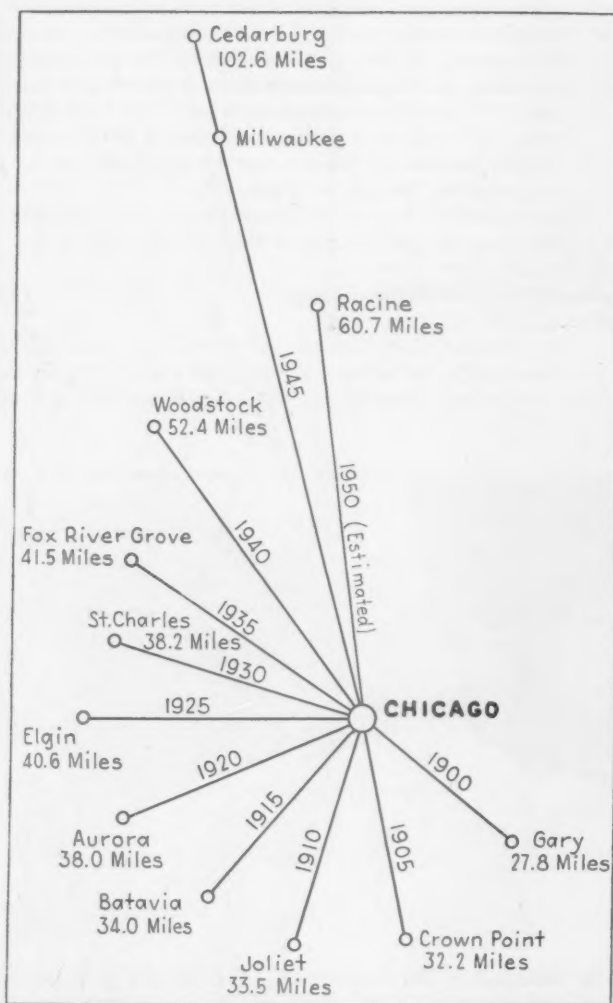 Cedarburg
102.6 Miles
Milwaukee
Racine
60.7 Miles
1945
Woodstock
52.4 Miles
1950 (Estimated)
1940
Fox River Grove
41.5 Miles
1935
St. Charles
38.2 Miles
1930
1925
CHICAGO
Elgin
40.6 Miles
1920
1900
1915
1910
1905
Aurora
38.0 Miles
Gary
27.8 Miles
Batavia
34.0 Miles
Crown Point
32.2 Miles
Joliet
33.5 Miles